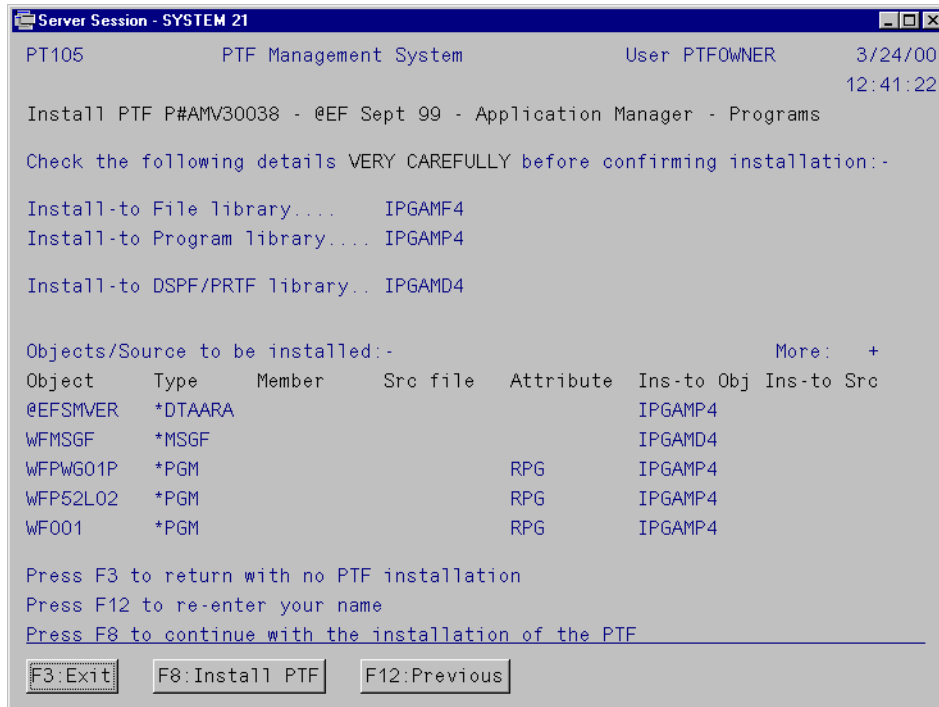 Server Session - SYSTEM 21
PT105 PTF Management System User PTFOWNER 3/24/00
12:41:22
Install PTF P#AMV30038 - @EF Sept 99 - Application Manager - Programs
Check the following details VERY CAREFULLY before confirming installation:-
Install-to File library.... IPGAMF4
Install-to Program library.... IPGAMP4
Install-to DSPF/PRTF library.. IPGAMD4
Objects/Source to be installed:- More: +
Object Type Member Src file Attribute Ins-to Obj Ins-to Src
@EFSMVER *DTAARA IPGAMP4
WFMSGF *MSGF IPGAMD4
WFPWG01P *PGM RPG IPGAMP4
WFP52L02 *PGM RPG IPGAMP4
WF001 *PGM RPG IPGAMP4
Press F3 to return with no PTF installation
Press F12 to re-enter your name
Press F8 to continue with the installation of the PTF
F3:Exit F8:Install PTF F12:Previous